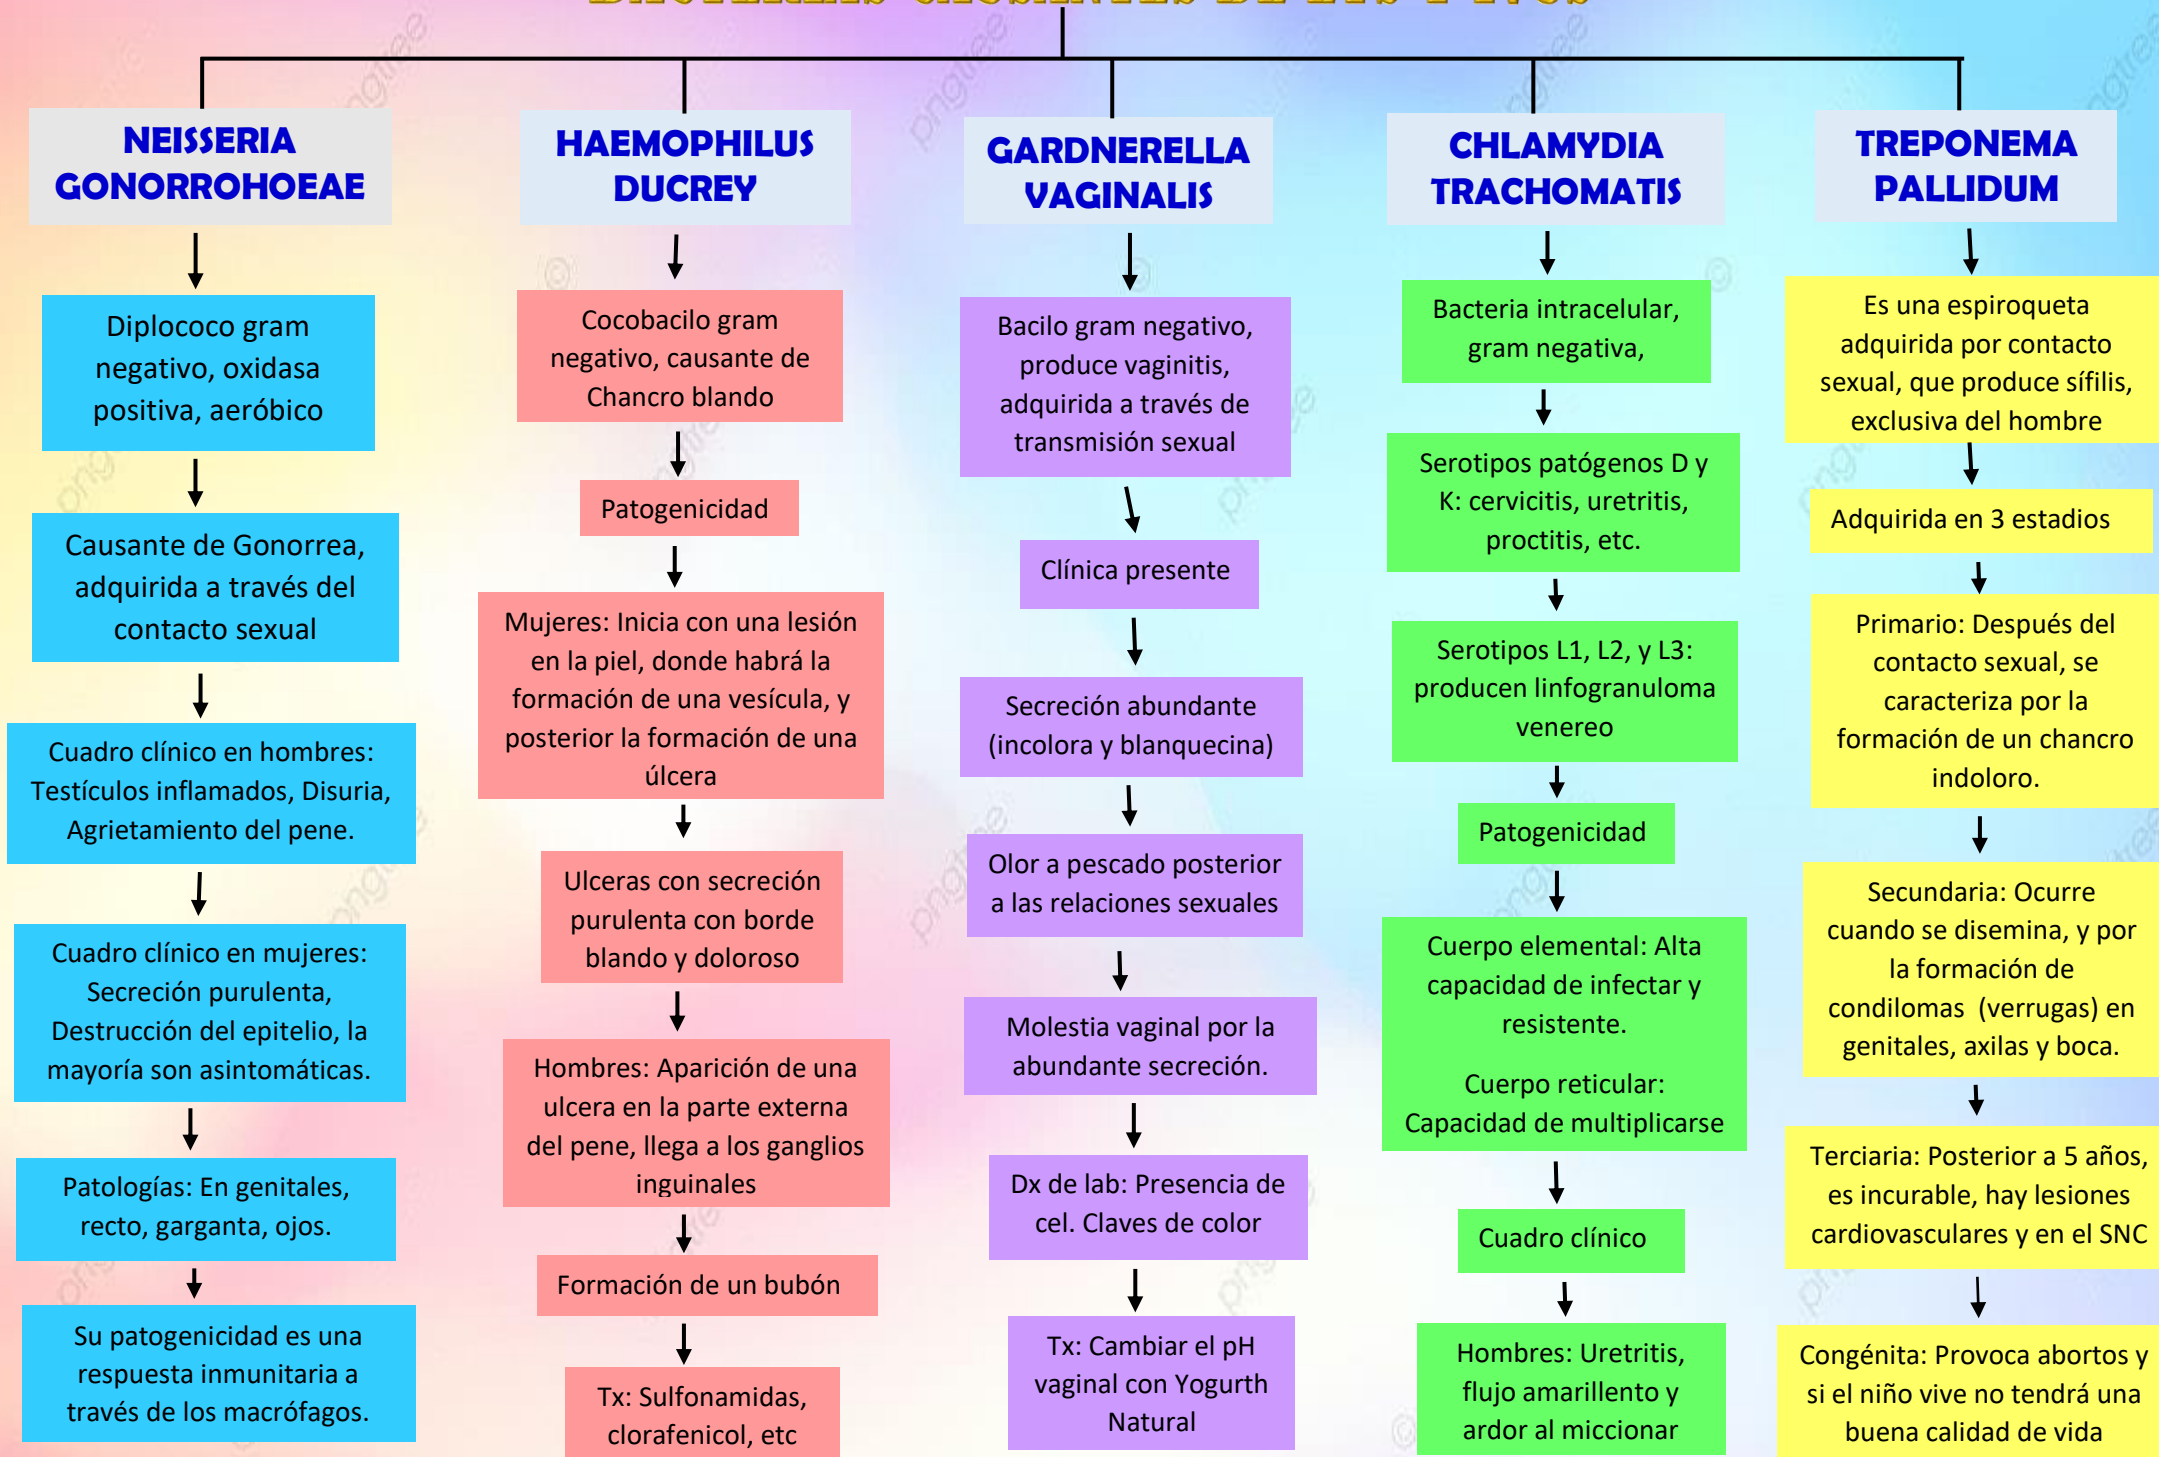 BACTERIAS CAUSANTES DE ETS Y ITUS
NEISSERIA
GONORROHOEAE
Diplococo gram
negativo, oxidasa
positiva, aeróbico
Causante de Gonorrea,
adquirida a través del
contacto sexual
Cuadro clínico en hombres:
Testículos inflamados, Disuria,
Agrietamiento del pene.
Cuadro clínico en mujeres:
Secreción purulenta,
Destrucción del epitelio, la
mayoría son asintomáticas.
Patologías: En genitales,
recto, garganta, ojos.
Su patogenicidad es una
respuesta inmunitaria a
través de los macrófagos.
HAEMOPHILUS
DUCREY
Cocobacilo gram
negativo, causante de
Chancro blando
Patogenicidad
Mujeres: Inicia con una lesión
en la piel, donde habrá la
formación de una vesícula, y
posterior la formación de una
úlcera
Ulceras con secreción
purulenta con borde
blando y doloroso
Hombres: Aparición de una
ulcera en la parte externa
del pene, llega a los ganglios
inguinales
Formación de un bubón
Tx: Sulfonamidas,
clorafenicol, etc
GARDNERELLA
VAGINALIS
Bacilo gram negativo,
produce vaginitis,
adquirida a través de
transmisión sexual
Clínica presente
Secreción abundante
(incolora y blanquecina)
Olor a pescado posterior
a las relaciones sexuales
Molestia vaginal por la
abundante secreción.
Dx de lab: Presencia de
cel. Claves de color
Tx: Cambiar el pH
vaginal con Yogurth
Natural
CHLAMYDIA
TRACHOMATIS
Bacteria intracelular,
gram negativa,
Serotipos patógenos D y
K: cervicitis, uretritis,
proctitis, etc.
Serotipos L1, L2, y L3:
producen linfogranuloma
venereo
Patogenicidad
Cuerpo elemental: Alta
capacidad de infectar y
resistente.
Cuerpo reticular:
Capacidad de multiplicarse
Cuadro clínico
Hombres: Uretritis,
flujo amarillento y
ardor al miccionar
TREPONEMA
PALLIDUM
Es una espiroqueta
adquirida por contacto
sexual, que produce sífilis,
exclusiva del hombre
Adquirida en 3 estadios
Primario: Después del
contacto sexual, se
caracteriza por la
formación de un chancro
indoloro.
Secundaria: Ocurre
cuando se disemina, y por
la formación de
condilomas (verrugas) en
genitales, axilas y boca.
Terciaria: Posterior a 5 años,
es incurable, hay lesiones
cardiovasculares y en el SNC
Congénita: Provoca abortos y
si el niño vive no tendrá una
buena calidad de vida